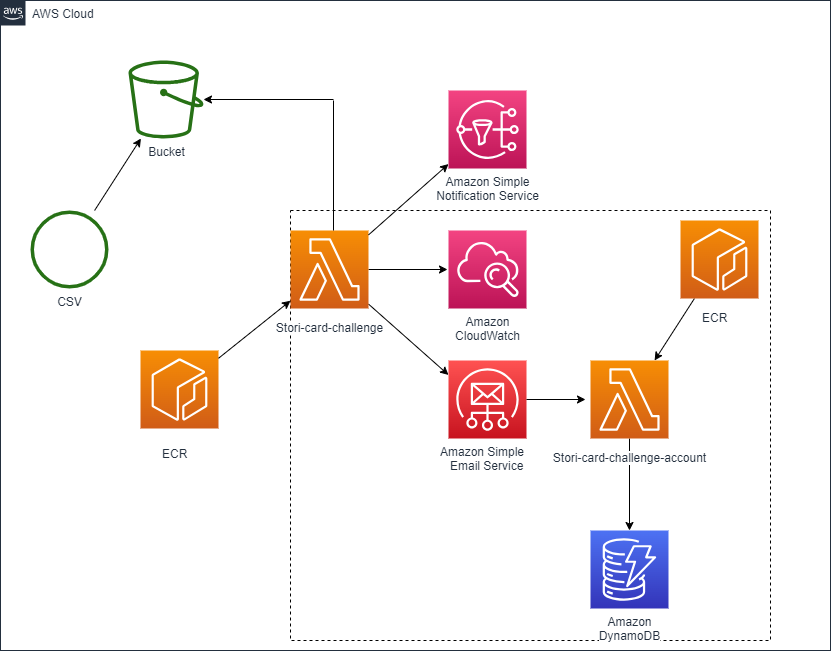 aws
AWS Cloud
Bucket
Amazon Simple
Notification Service
CSV
Stori-card-challenge
Amazon
CloudWatch
ECR
ECR
Amazon Simple
Email Service
Stori-card-challenge-account
Amazon
DynamoDB